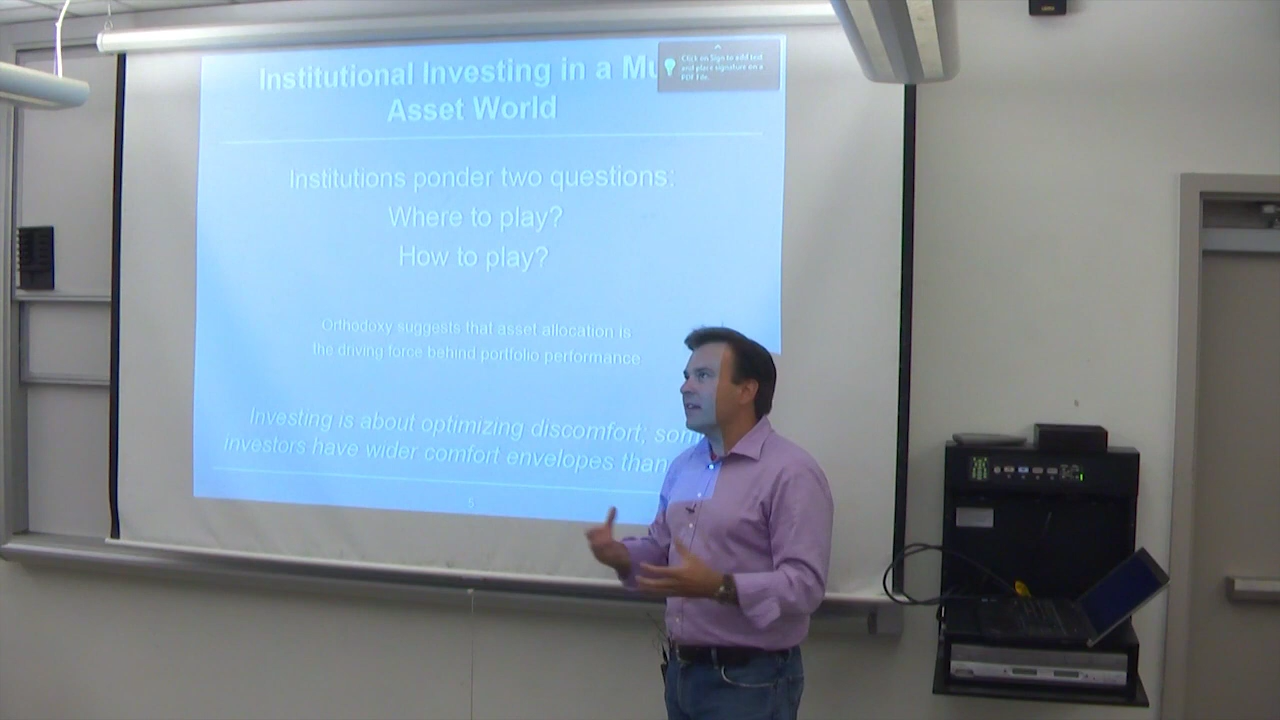 Institutional Investing in a Mu
Asset World
Click on Sign to add text
and place signature on a
PDF File.
Institutions ponder two questions:
Where to play?
How to play?
Orthodoxy suggests that asset allocation is
the driving force behind portfolio performance
Investing is about optimizing discomfort; som
investors have wider comfort envelopes than
5